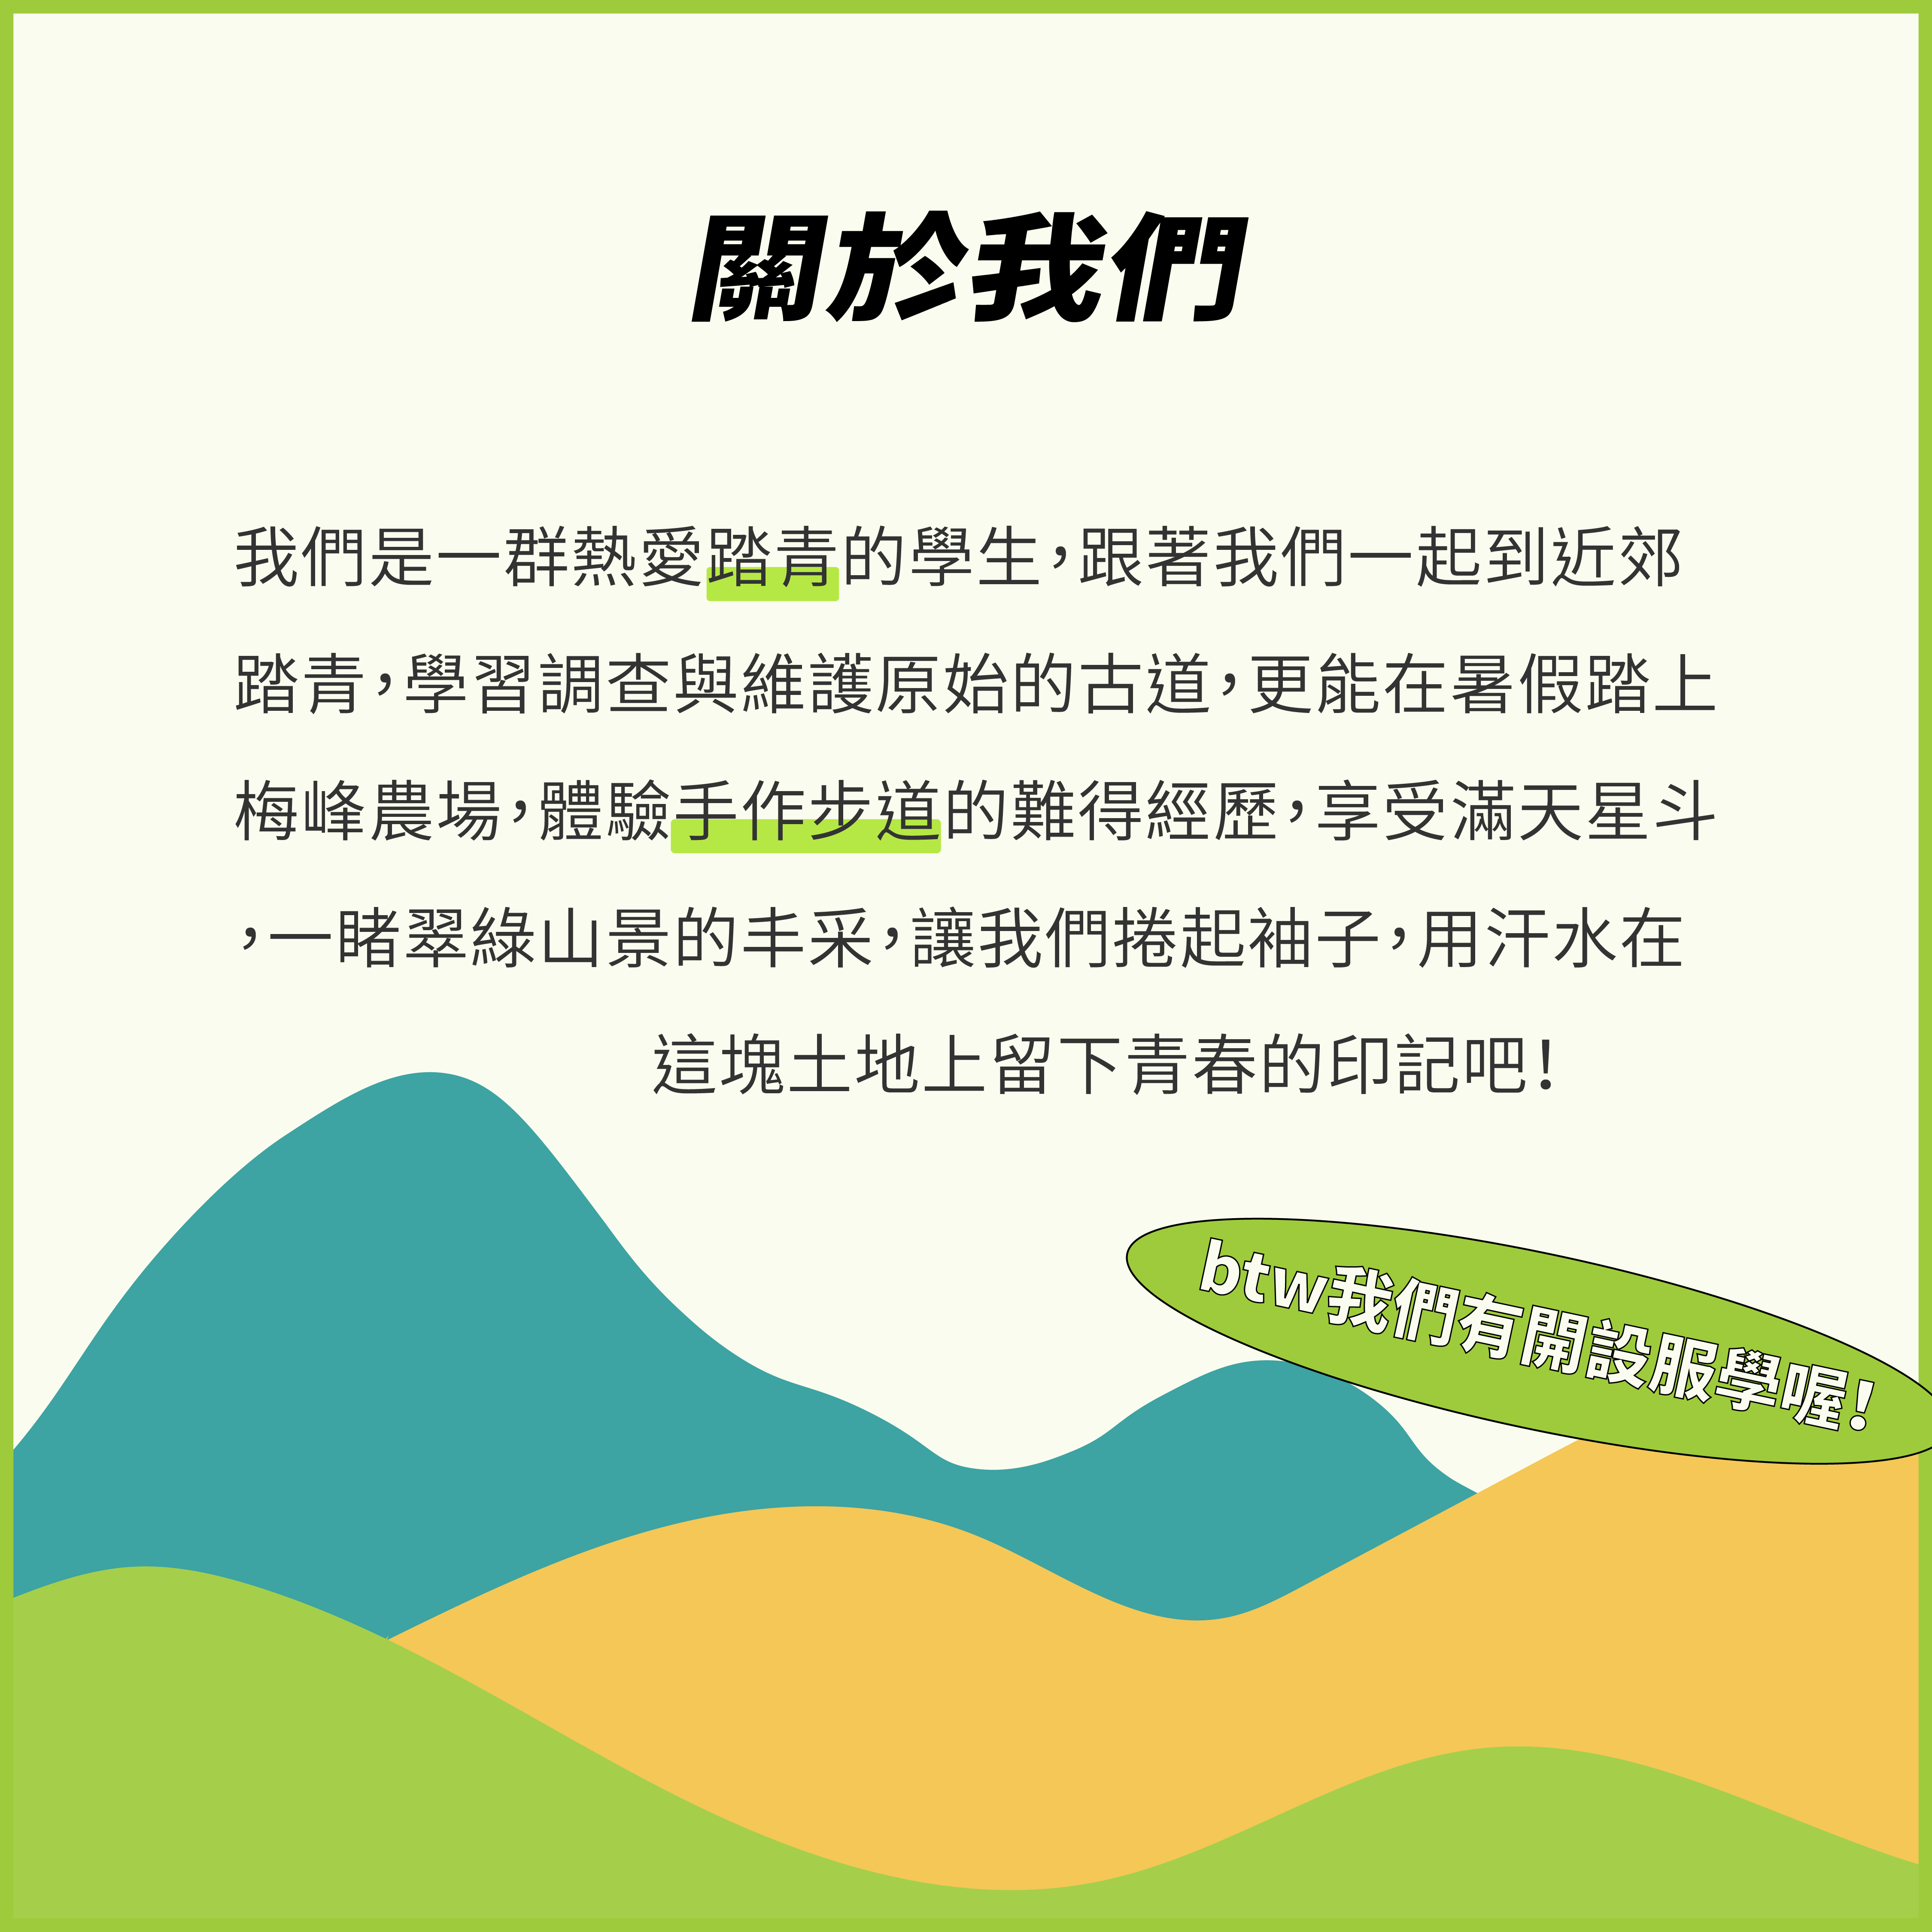 關於我們
我們是一群熱愛踏青的學生，跟著我們一起到近郊
踏青，學習調查與維護原始的古道，更能在暑假踏上
梅峰農場，體驗手作步道的難得經歷，享受滿天星斗
，一睹翠綠山景的丰采，讓我們捲起袖子，用汗水在
這塊土地上留下青春的印記吧！
btw我們有開設服學喔！